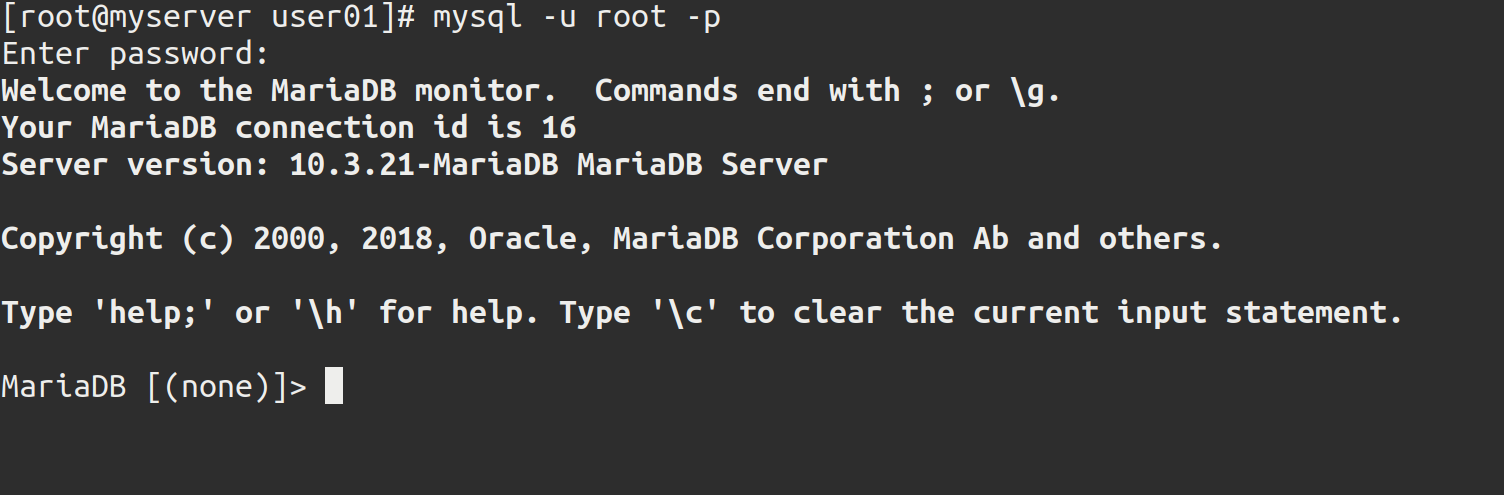 [root@myserver user01]# mysql -u root -p
Enter password:
Welcome to the MariaDB monitor.  Commands end with ; or \g.
Your MariaDB connection id is 16
Server version: 10.3.21-MariaDB MariaDB Server
Copyright (c) 2000, 2018, Oracle, MariaDB Corporation Ab and others.
Type 'help;' or '\h' for help. Type '\c' to clear the current input statement.
MariaDB [(none)]>